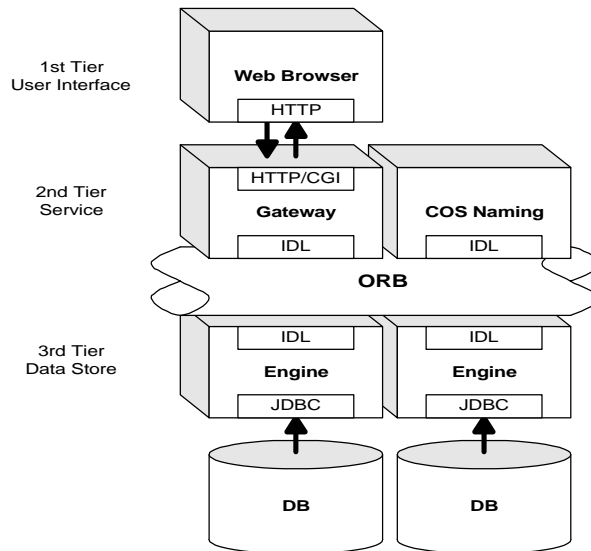 1st Tier
User Interface
Web Browser
HTTP
2nd Tier
Service
HTTP/CGI
Gateway
IDL
COS Naming
IDL
ORB
3rd Tier
Data Store
IDL
Engine
JDBC
IDL
Engine
JDBC
DB
DB